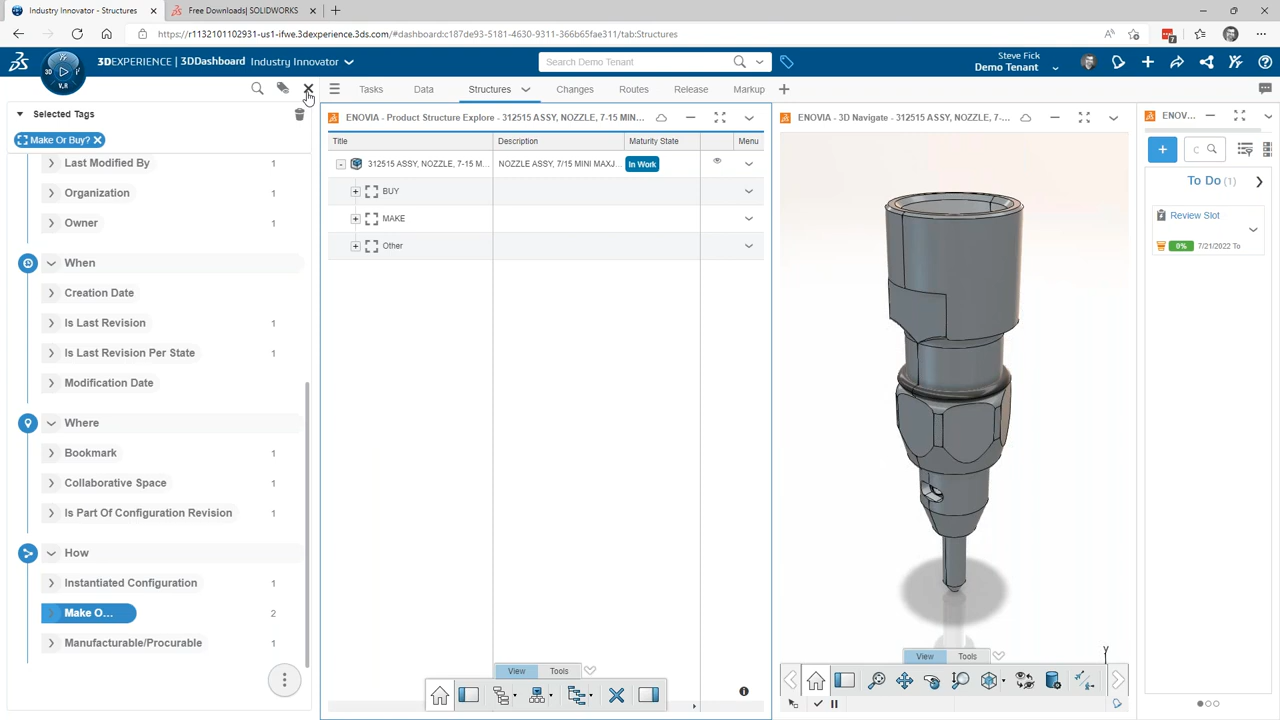 Industry Innovator - Structures
Free Downloads| SOLIDWORKS
https://r1132101102931-us1-ifwe.3dexperience.3ds.com/#dashboard:c187de93-5181-4630-9311-366b65fae311/tab:Structures
3D
V.R
3DEXPERIENCE | 3DDashboard Industry Innovator
Search Demo Tenant
Steve Fick
Demo Tenant
Tasks
Data
Structures
Changes
Routes
Release
Markup
Selected Tags
Make Or Buy?
Last Modified By 1
Organization 1
Owner 1
When
Creation Date
Is Last Revision 1
Is Last Revision Per State 1
Modification Date
Where
Bookmark 1
Collaborative Space 1
Is Part Of Configuration Revision 1
How
Instantiated Configuration 1
Make O... 2
Manufacturable/Procurable 1
ENOVIA - Product Structure Explore - 312515 ASSY, NOZZLE, 7-15 MIN...
Title Description Maturity State Menu
312515 ASSY, NOZZLE, 7-15 M... NOZZLE ASSY, 7/15 MINI MAXJ... In Work
BUY
MAKE
Other
View Tools
ENOVIA - 3D Navigate - 312515 ASSY, NOZZLE, 7-...
Y
View Tools
ENOV...
C
To Do (1)
Review Slot
0% 7/21/2022 To